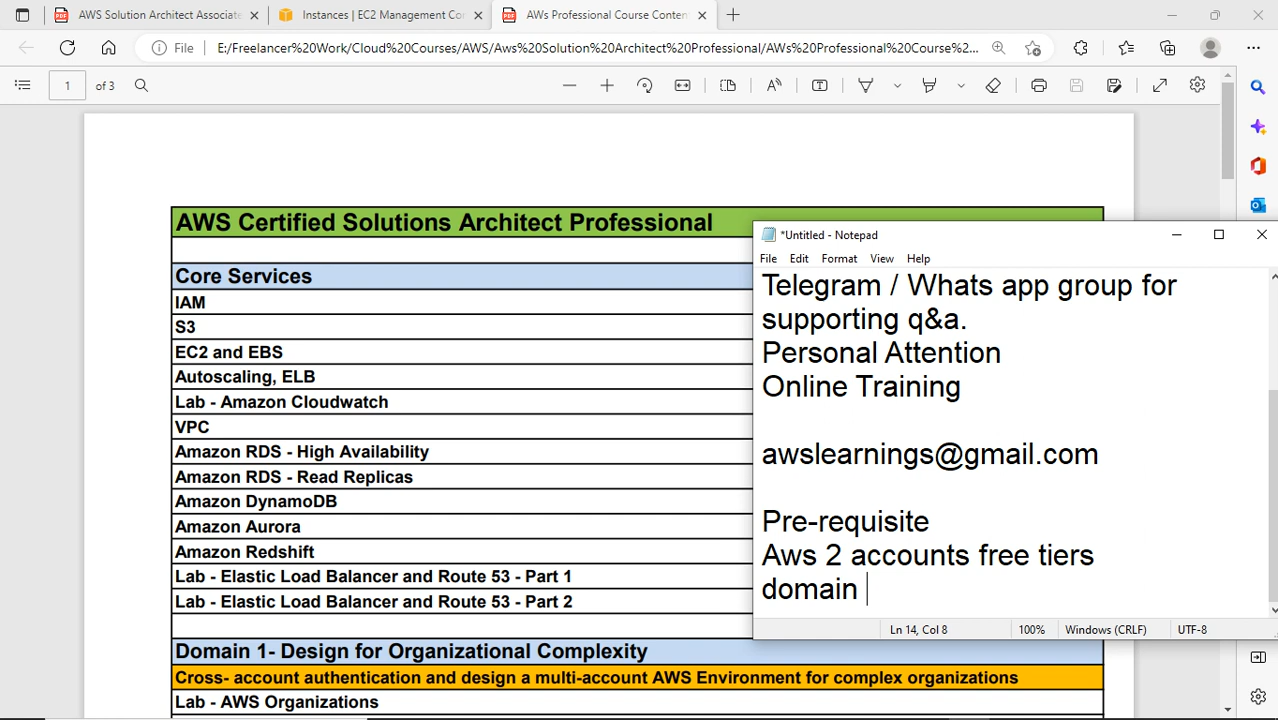 AWS Solution Architect Associate
Instances | EC2 Management Co
AWs Professional Course Conten
File
E:/Freelancer%20Work/Cloud%20Courses/AWS/Aws%20Solution%20Architect%20Professional/AWs%20Professional%20Course%...
1 of 3
AWS Certified Solutions Architect Professional
Core Services
IAM
S3
EC2 and EBS
Autoscaling, ELB
Lab - Amazon Cloudwatch
VPC
Amazon RDS - High Availability
Amazon RDS - Read Replicas
Amazon DynamoDB
Amazon Aurora
Amazon Redshift
Lab - Elastic Load Balancer and Route 53 - Part 1
Lab - Elastic Load Balancer and Route 53 - Part 2
Domain 1- Design for Organizational Complexity
Cross- account authentication and design a multi-account AWS Environment for complex organizations
Lab - AWS Organizations
*Untitled - Notepad
File Edit Format View Help
Telegram / Whats app group for
supporting q&a.
Personal Attention
Online Training
awslearnings@gmail.com
Pre-requisite
Aws 2 accounts free tiers
domain
Ln 14, Col 8 100% Windows (CRLF) UTF-8